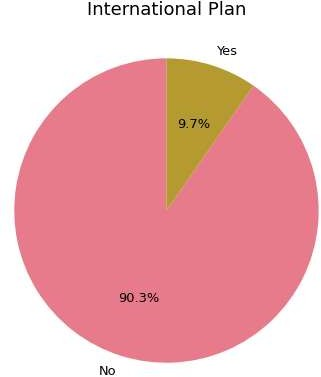 International Plan
Yes
9.7%
90.3%
No